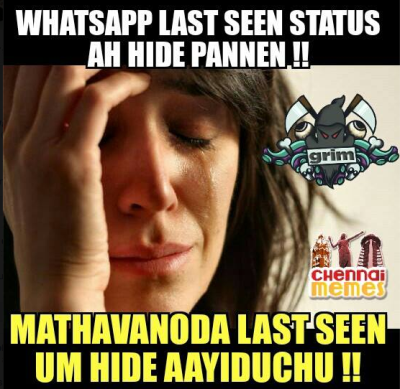 WHATSAPP LAST SEEN STATUS
AH HIDE PANNEN !!
grim
CHENNAI
MEMES
MATHAVANODA LAST SEEN
UM HIDE AAYIDUCHU !!